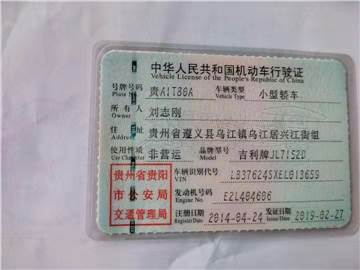 中华人民共和国机动车行驶证
Vehicle License of the People's Republic of China
号牌号码 贵A1T88A 车辆类型 小型轿车
Plate No. Vehicle Type
所有人 刘志刚
Owner
住址 贵州省遵义县乌江镇乌江居兴江街组
Address
使用性质 非营运 品牌型号 吉利牌JL7152D
Use Character Model
贵州省贵阳市公安局交通管理局
车辆识别代号
VIN
发动机号码 E2L404606
Engine No.
注册日期 2014-04-24 发证日期 2019-02-27
Register Date Issue Date